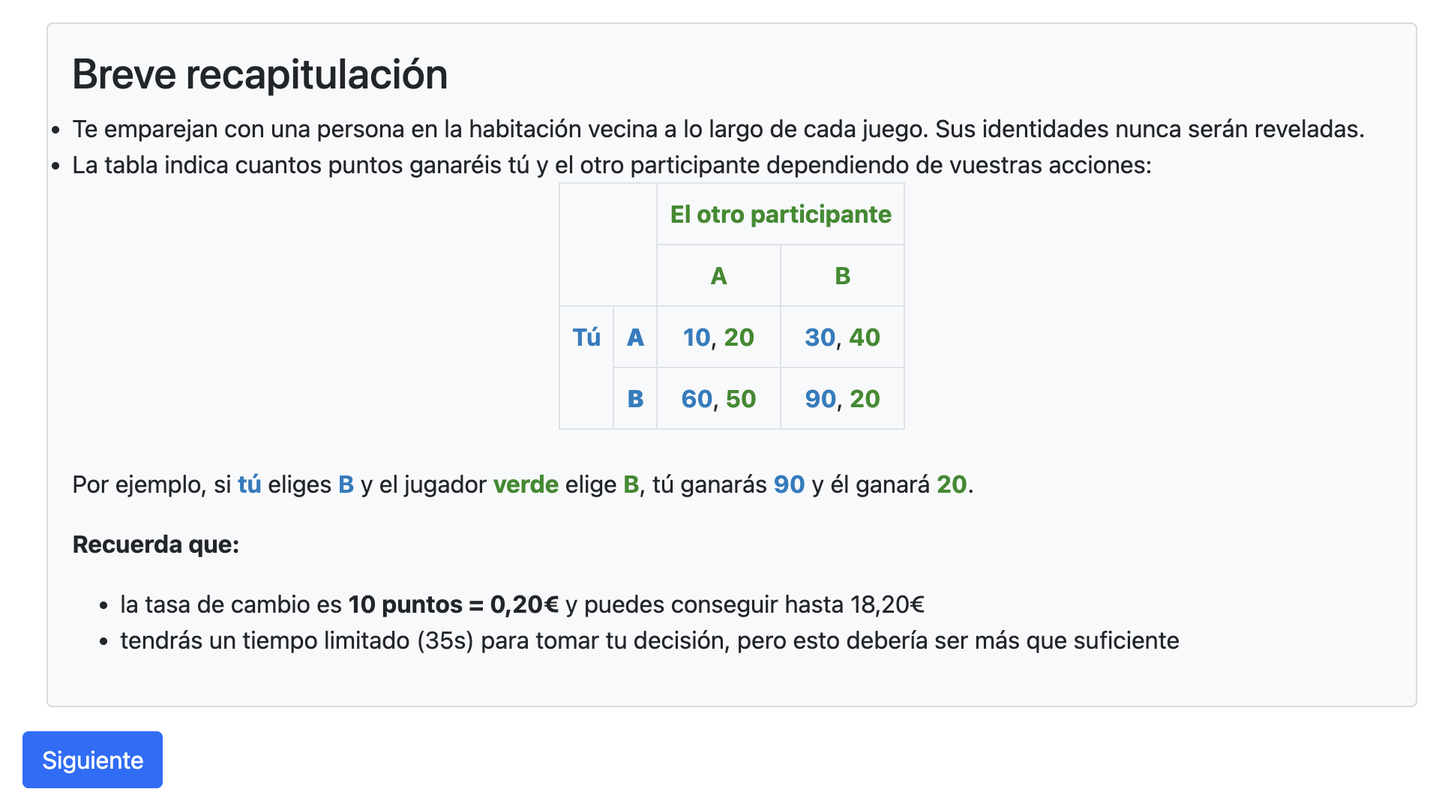 Breve recapitulación
• Te emparejan con una persona en la habitación vecina a lo largo de cada juego. Sus identidades nunca serán reveladas.
• La tabla indica cuantos puntos ganaréis tú y el otro participante dependiendo de vuestras acciones:
El otro participante
A B
Tú A 10, 20 30, 40
B 60, 50 90, 20
Por ejemplo, si tú eliges B y el jugador verde elige B, tú ganarás 90 y él ganará 20.
Recuerda que:
• la tasa de cambio es 10 puntos = 0,20€ y puedes conseguir hasta 18,20€
• tendrás un tiempo limitado (35s) para tomar tu decisión, pero esto debería ser más que suficiente
Siguiente